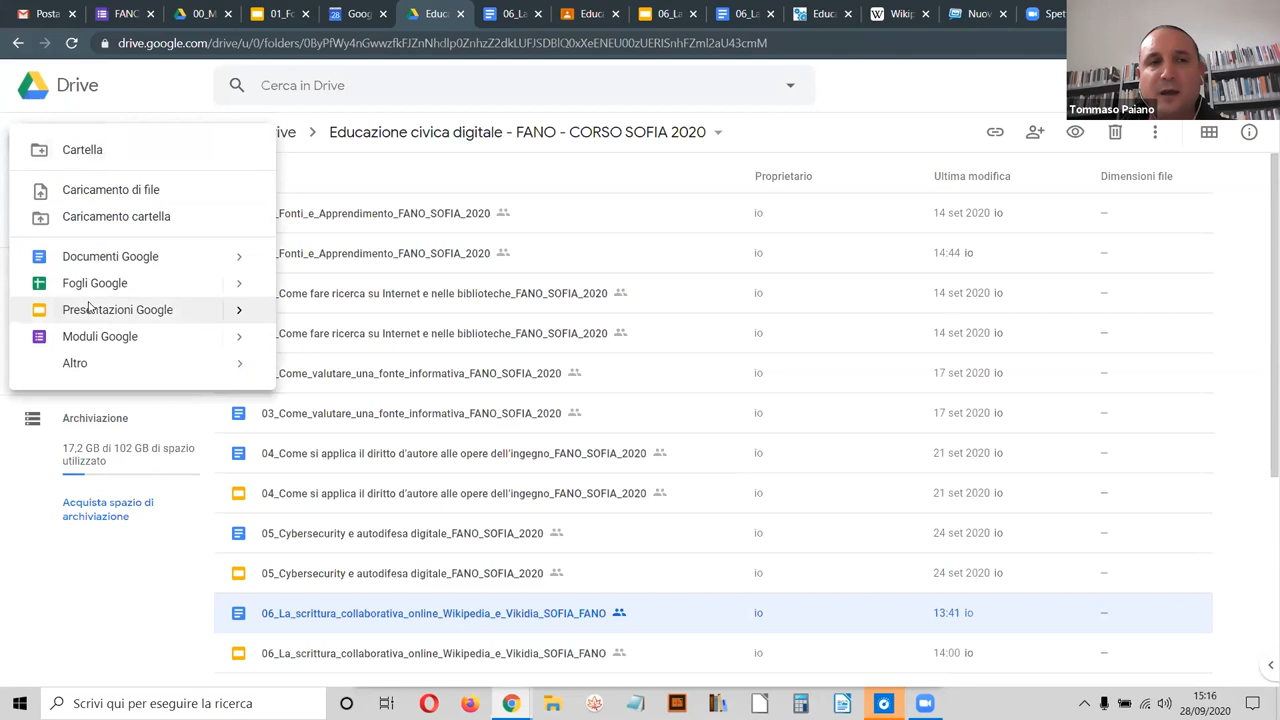 Posta
FANO
00_M
01_Fo
Goog
Educ
06_La
Educ
06_La
06_La
Educ
Wikip
Nuov
Spet
drive.google.com/drive/u/0/folders/
Drive
Cerca in Drive
Tommaso Paiano
rive > Educazione civica digitale - FANO - CORSO SOFIA 2020
Cartella
Proprietario
Ultima modifica
Dimensioni file
Caricamento di file
Caricamento cartella
Documenti Google
Fogli Google
Presentazioni Google
Moduli Google
Altro
_Fonti_e_Apprendimento_FANO_SOFIA_2020 io 14 set 2020 io –
_Fonti_e_Apprendimento_FANO_SOFIA_2020 io 14:44 io –
_Come fare ricerca su Internet e nelle biblioteche_FANO_SOFIA_2020 io 14 set 2020 io –
_Come fare ricerca su Internet e nelle biblioteche_FANO_SOFIA_2020 io 14 set 2020 io –
_Come_valutare_una_fonte_informativa_FANO_SOFIA_2020 io 17 set 2020 io –
03_Come_valutare_una_fonte_informativa_FANO_SOFIA_2020 io 17 set 2020 io –
04_Come si applica il diritto d'autore alle opere dell'ingegno_FANO_SOFIA_2020 io 21 set 2020 io –
04_Come si applica il diritto d'autore alle opere dell'ingegno_FANO_SOFIA_2020 io 21 set 2020 io –
05_Cybersecurity e autodifesa digitale_FANO_SOFIA_2020 io 24 set 2020 io –
05_Cybersecurity e autodifesa digitale_FANO_SOFIA_2020 io 24 set 2020 io –
06_La_scrittura_collaborativa_online_Wikipedia_e_Vikidia_SOFIA_FANO io 13:41 io –
06_La_scrittura_collaborativa_online_Wikipedia_e_Vikidia_SOFIA_FANO io 14:00 io –
Archiviazione
17,2 GB di 102 GB di spazio
utilizzato
Acquista spazio di
archiviazione
Scrivi qui per eseguire la ricerca
15:16
28/09/2020